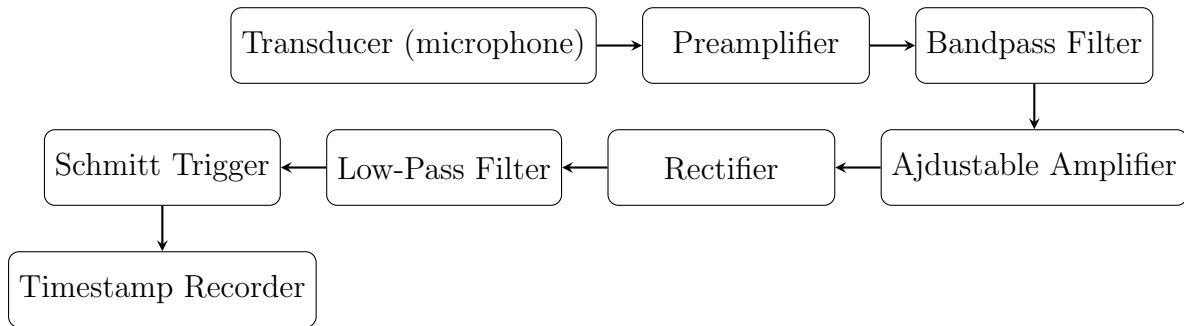 Transducer (microphone)
Preamplifier
Bandpass Filter
Ajdustable Amplifier
Rectifier
Low-Pass Filter
Schmitt Trigger
Timestamp Recorder